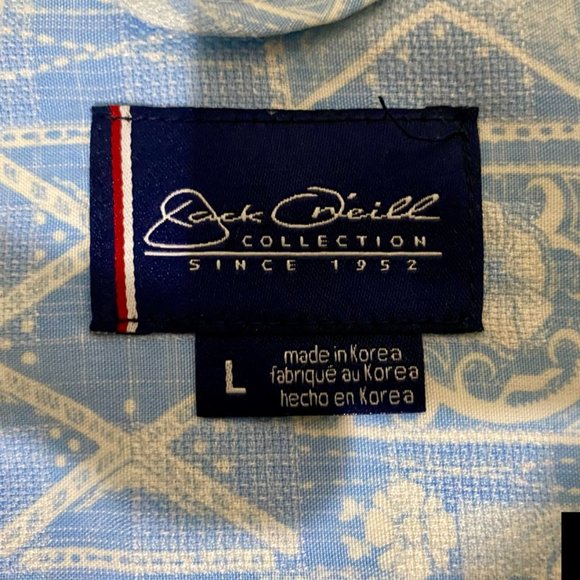 Jack O'neill
COLLECTION
SINCE 1952
L
made in Korea
fabriqué au Korea
hecho en Korea